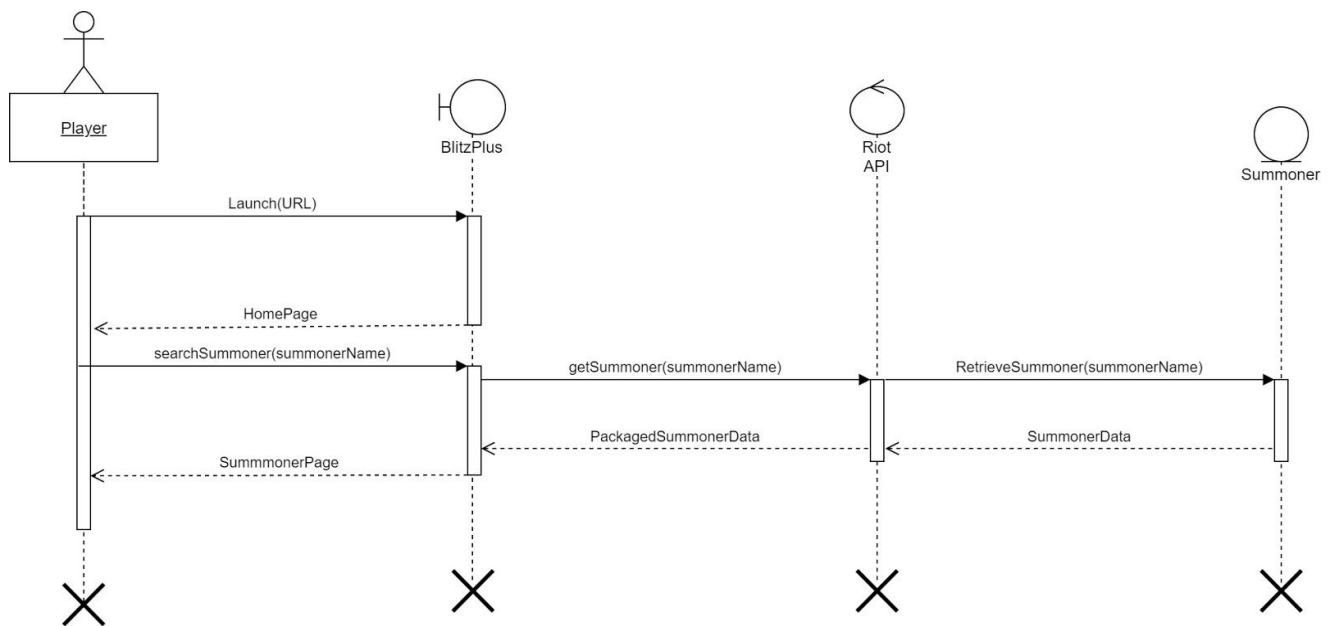 Player
BlitzPlus
Riot
API
Summoner
Launch(URL)
HomePage
searchSummoner(summonerName)
getSummoner(summonerName)
RetrieveSummoner(summonerName)
PackagedSummonerData
SummonerData
SummmonerPage